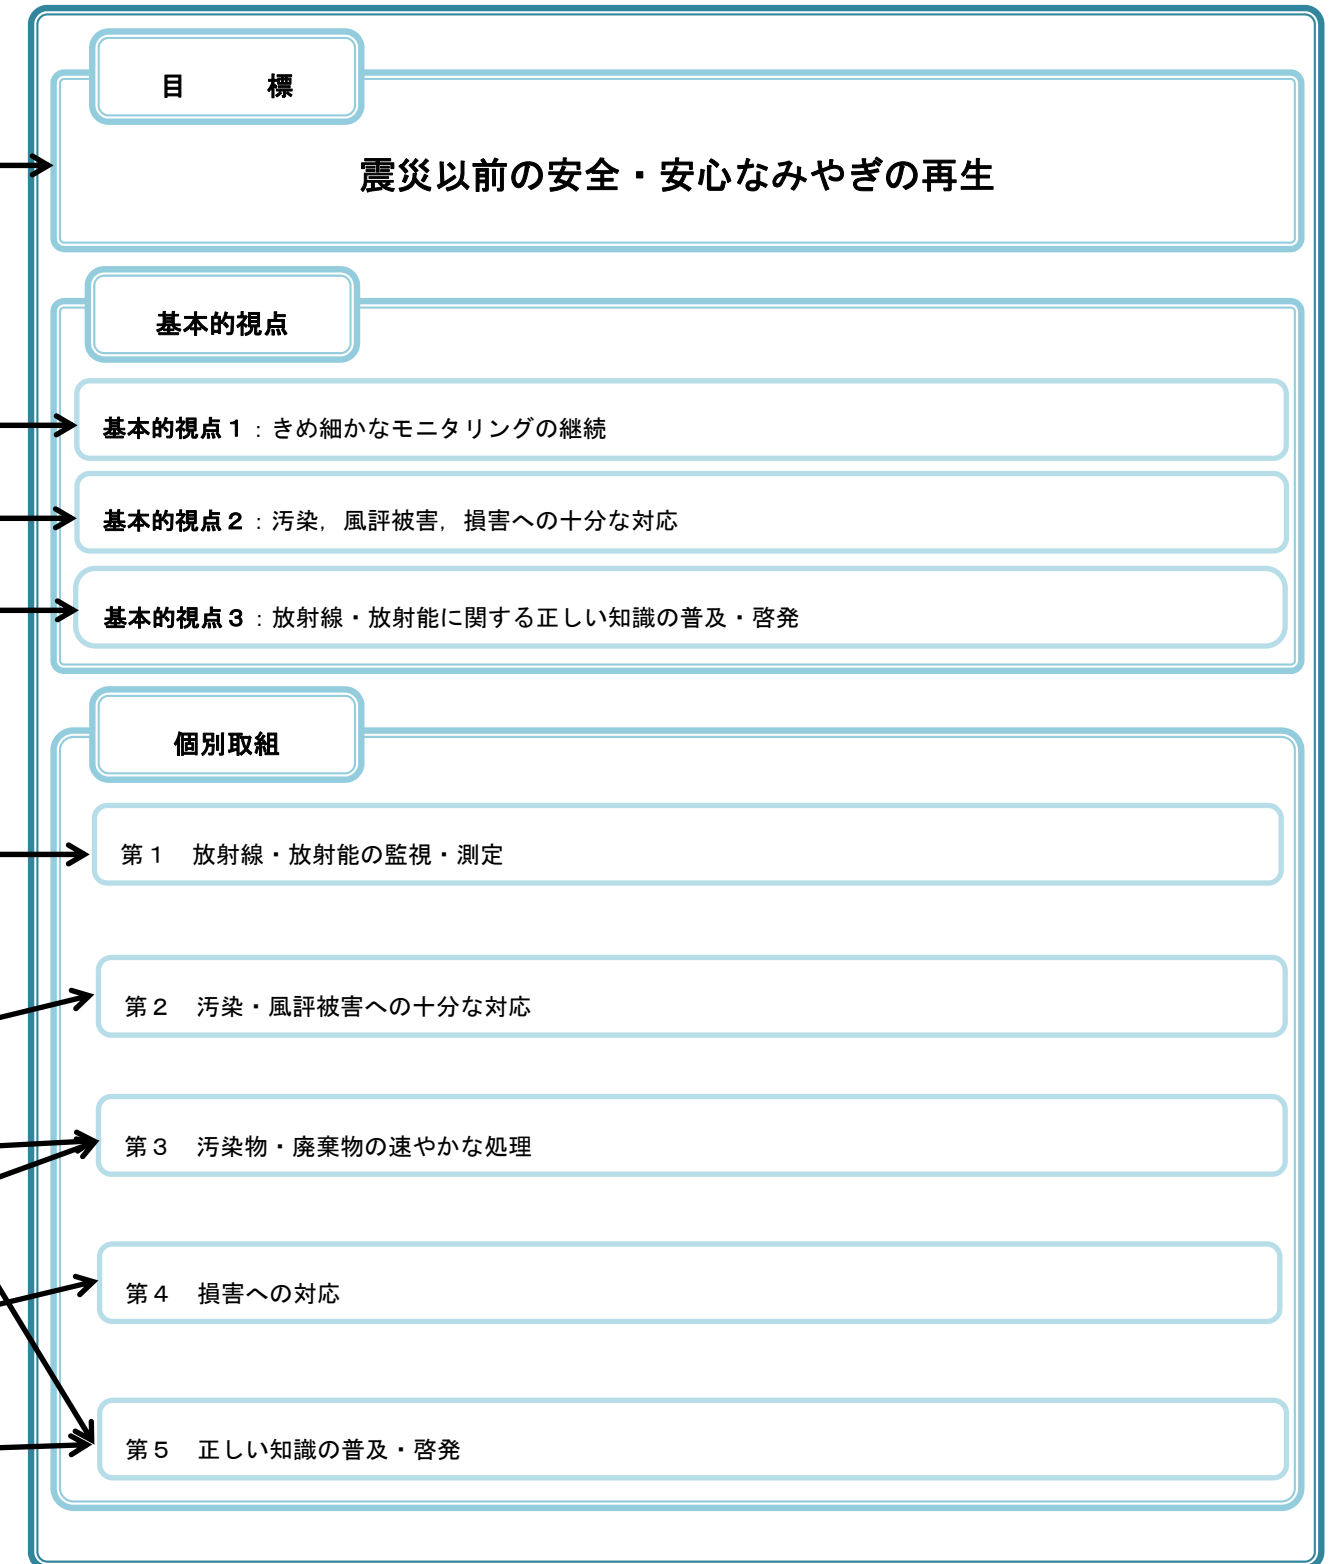 目　　　標
震災以前の安全・安心なみやぎの再生
基本的視点
基本的視点１：きめ細かなモニタリングの継続
基本的視点２：汚染，風評被害，損害への十分な対応
基本的視点３：放射線・放射能に関する正しい知識の普及・啓発
個別取組
第１　放射線・放射能の監視・測定
第２　汚染・風評被害への十分な対応
第３　汚染物・廃棄物の速やかな処理
第４　損害への対応
第５　正しい知識の普及・啓発